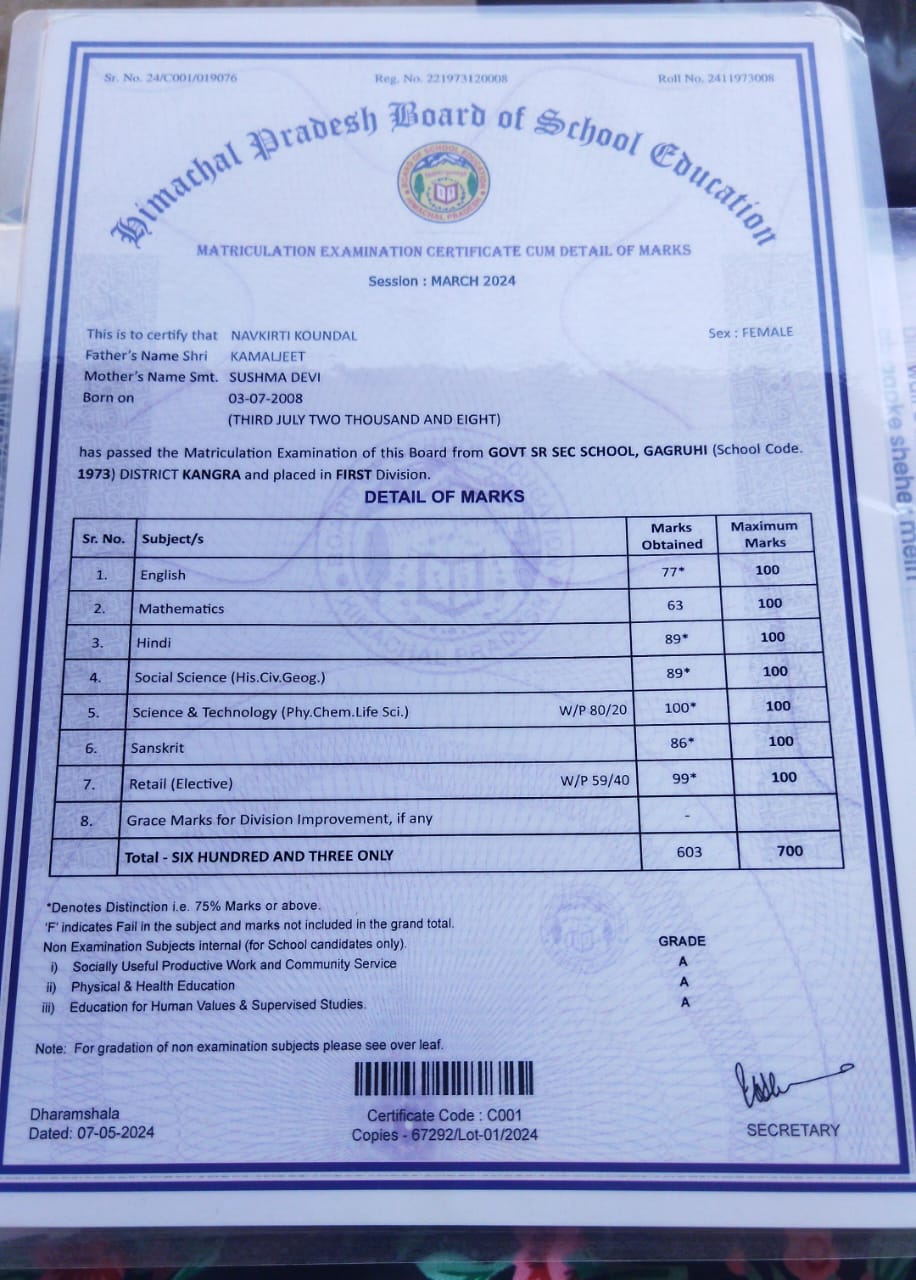 Sr. No. 24/C001/019076 Reg. No. 221973120008 Roll No. 2411973008
Himachal Pradesh Board of School Education
BOARD OF SCHOOL EDUCATION HIMACHAL PRADESH
MATRICULATION EXAMINATION CERTIFICATE CUM DETAIL OF MARKS
Session : MARCH 2024
This is to certify that NAVKIRTI KOUNDAL Sex : FEMALE
Father's Name Shri KAMALJEET
Mother's Name Smt. SUSHMA DEVI
Born on 03-07-2008
(THIRD JULY TWO THOUSAND AND EIGHT)
has passed the Matriculation Examination of this Board from GOVT SR SEC SCHOOL, GAGRUHI (School Code.
1973) DISTRICT KANGRA and placed in FIRST Division.
DETAIL OF MARKS
Sr. No. Subject/s Marks Obtained Maximum Marks
1. English 77* 100
2. Mathematics 63 100
3. Hindi 89* 100
4. Social Science (His.Civ.Geog.) 89* 100
5. Science & Technology (Phy.Chem.Life Sci.) W/P 80/20 100* 100
6. Sanskrit 86* 100
7. Retail (Elective) W/P 59/40 99* 100
8. Grace Marks for Division Improvement, if any -
Total - SIX HUNDRED AND THREE ONLY 603 700
*Denotes Distinction i.e. 75% Marks or above.
'F' indicates Fail in the subject and marks not included in the grand total.
Non Examination Subjects internal (for School candidates only). GRADE
i) Socially Useful Productive Work and Community Service A
ii) Physical & Health Education A
iii) Education for Human Values & Supervised Studies. A
Note: For gradation of non examination subjects please see over leaf.
Dharamshala Certificate Code : C001
Dated: 07-05-2024 Copies - 67292/Lot-01/2024 SECRETARY